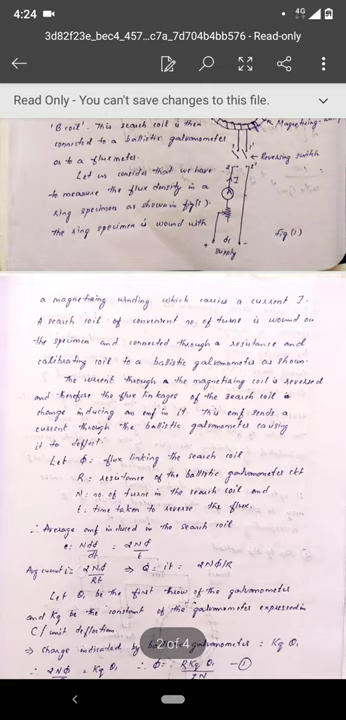 4:24
4G
3d82f23e_bec4_457...c7a_7d704b4bb576 - Read-only
Read Only - You can't save changes to this file.
'B coil'. This search coil is then
connected to a ballistic galvanometer
or to a fluxmeter.
Let us consider that we have
to measure the flux density in a
ring specimen as shown in fig(1).
the ring specimen is wound with
Magnetising
Reversing switch
A
dc
supply
fig (1)
a magnetising winding which carries a current I.
A search coil of convenient no. of turns is wound on
the specimen and connected through a resistance and
calibrating coil to a ballistic galvanometer as shown.
The current through a the magnetizing coil is reversed
and therefore the flux linkages of the search coil
change inducing an emf in it. This emf sends a
current through the ballistic galvanometer causing
it to deflect.
Let Φ = flux linking the search coil
R = resistance of the ballistic galvanometer ckt
N = no. of turns in the search coil and
t = time taken to reverse the flux.
∴ Average emf induced in the search coil
e = NdΦ/dt = 2NΦ/t
Avg current i = 2NΦ/Rt ⇒ Q = it = 2NΦ/R
Let θ₁ be the first throw of the galvanometer
and Kq be the constant of the galvanometer expressed in
C/unit deflection
⇒ Charge indicated by ballistic galvanometer = Kq θ₁
2 of 4
∴ 2NΦ = Kq θ₁ ∴ Φ = RKq θ₁/2N —①